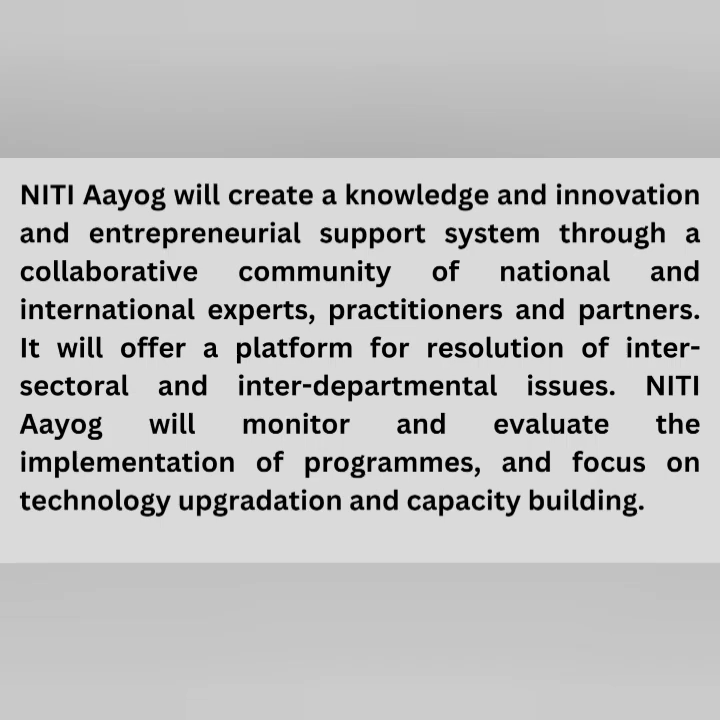 NITI Aayog will create a knowledge and innovation
and entrepreneurial support system through a
collaborative community of national and
international experts, practitioners and partners.
It will offer a platform for resolution of inter-
sectoral and inter-departmental issues. NITI
Aayog will monitor and evaluate the
implementation of programmes, and focus on
technology upgradation and capacity building.